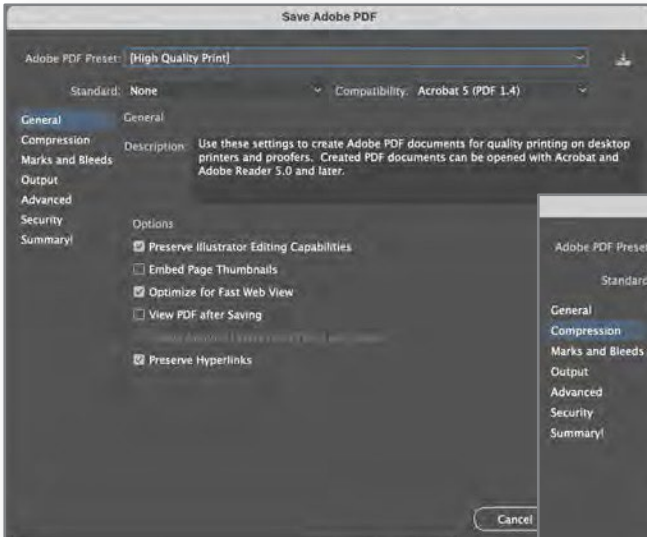 Save Adobe PDF
Adobe PDF Preset: [High Quality Print]
Standard: None
Compatibility: Acrobat 5 (PDF 1.4)
General
Compression
Marks and Bleeds
Output
Advanced
Security
Summary!
General
Description: Use these settings to create Adobe PDF documents for quality printing on desktop
printers and proofers. Created PDF documents can be opened with Acrobat and
Adobe Reader 5.0 and later.
Options
Preserve Illustrator Editing Capabilities
Embed Page Thumbnails
Optimize for Fast Web View
View PDF after Saving
Preserve Hyperlinks
Cancel
Adobe PDF Preset
Standard
General
Compression
Marks and Bleeds
Output
Advanced
Security
Summary!